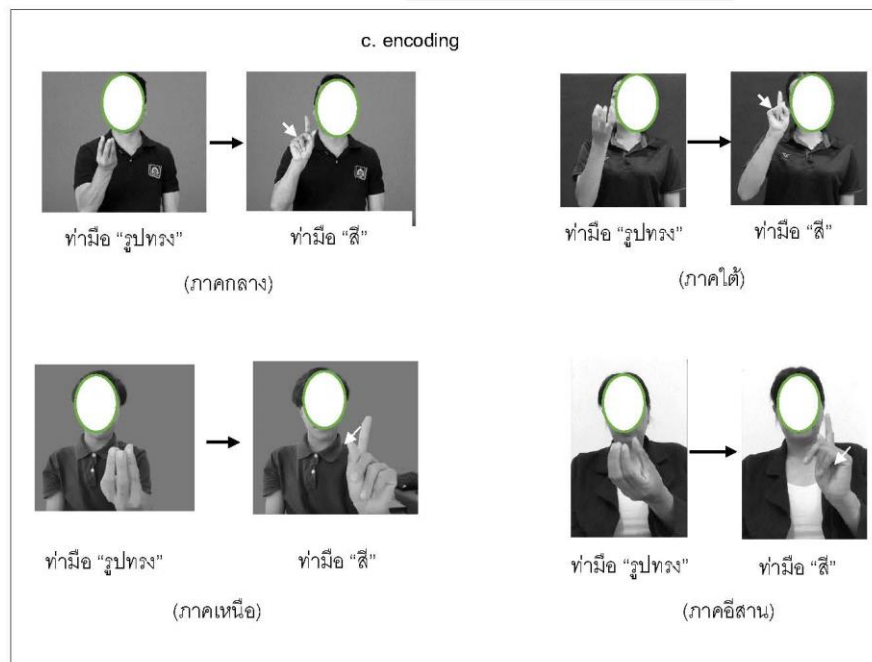 c. encoding
ท่ามือ “รูปทรง” ท่ามือ “สี”
(ภาคกลาง)
ท่ามือ “รูปทรง” ท่ามือ “สี”
(ภาคใต้)
ท่ามือ “รูปทรง” ท่ามือ “สี”
(ภาคเหนือ)
ท่ามือ “รูปทรง” ท่ามือ “สี”
(ภาคอีสาน)